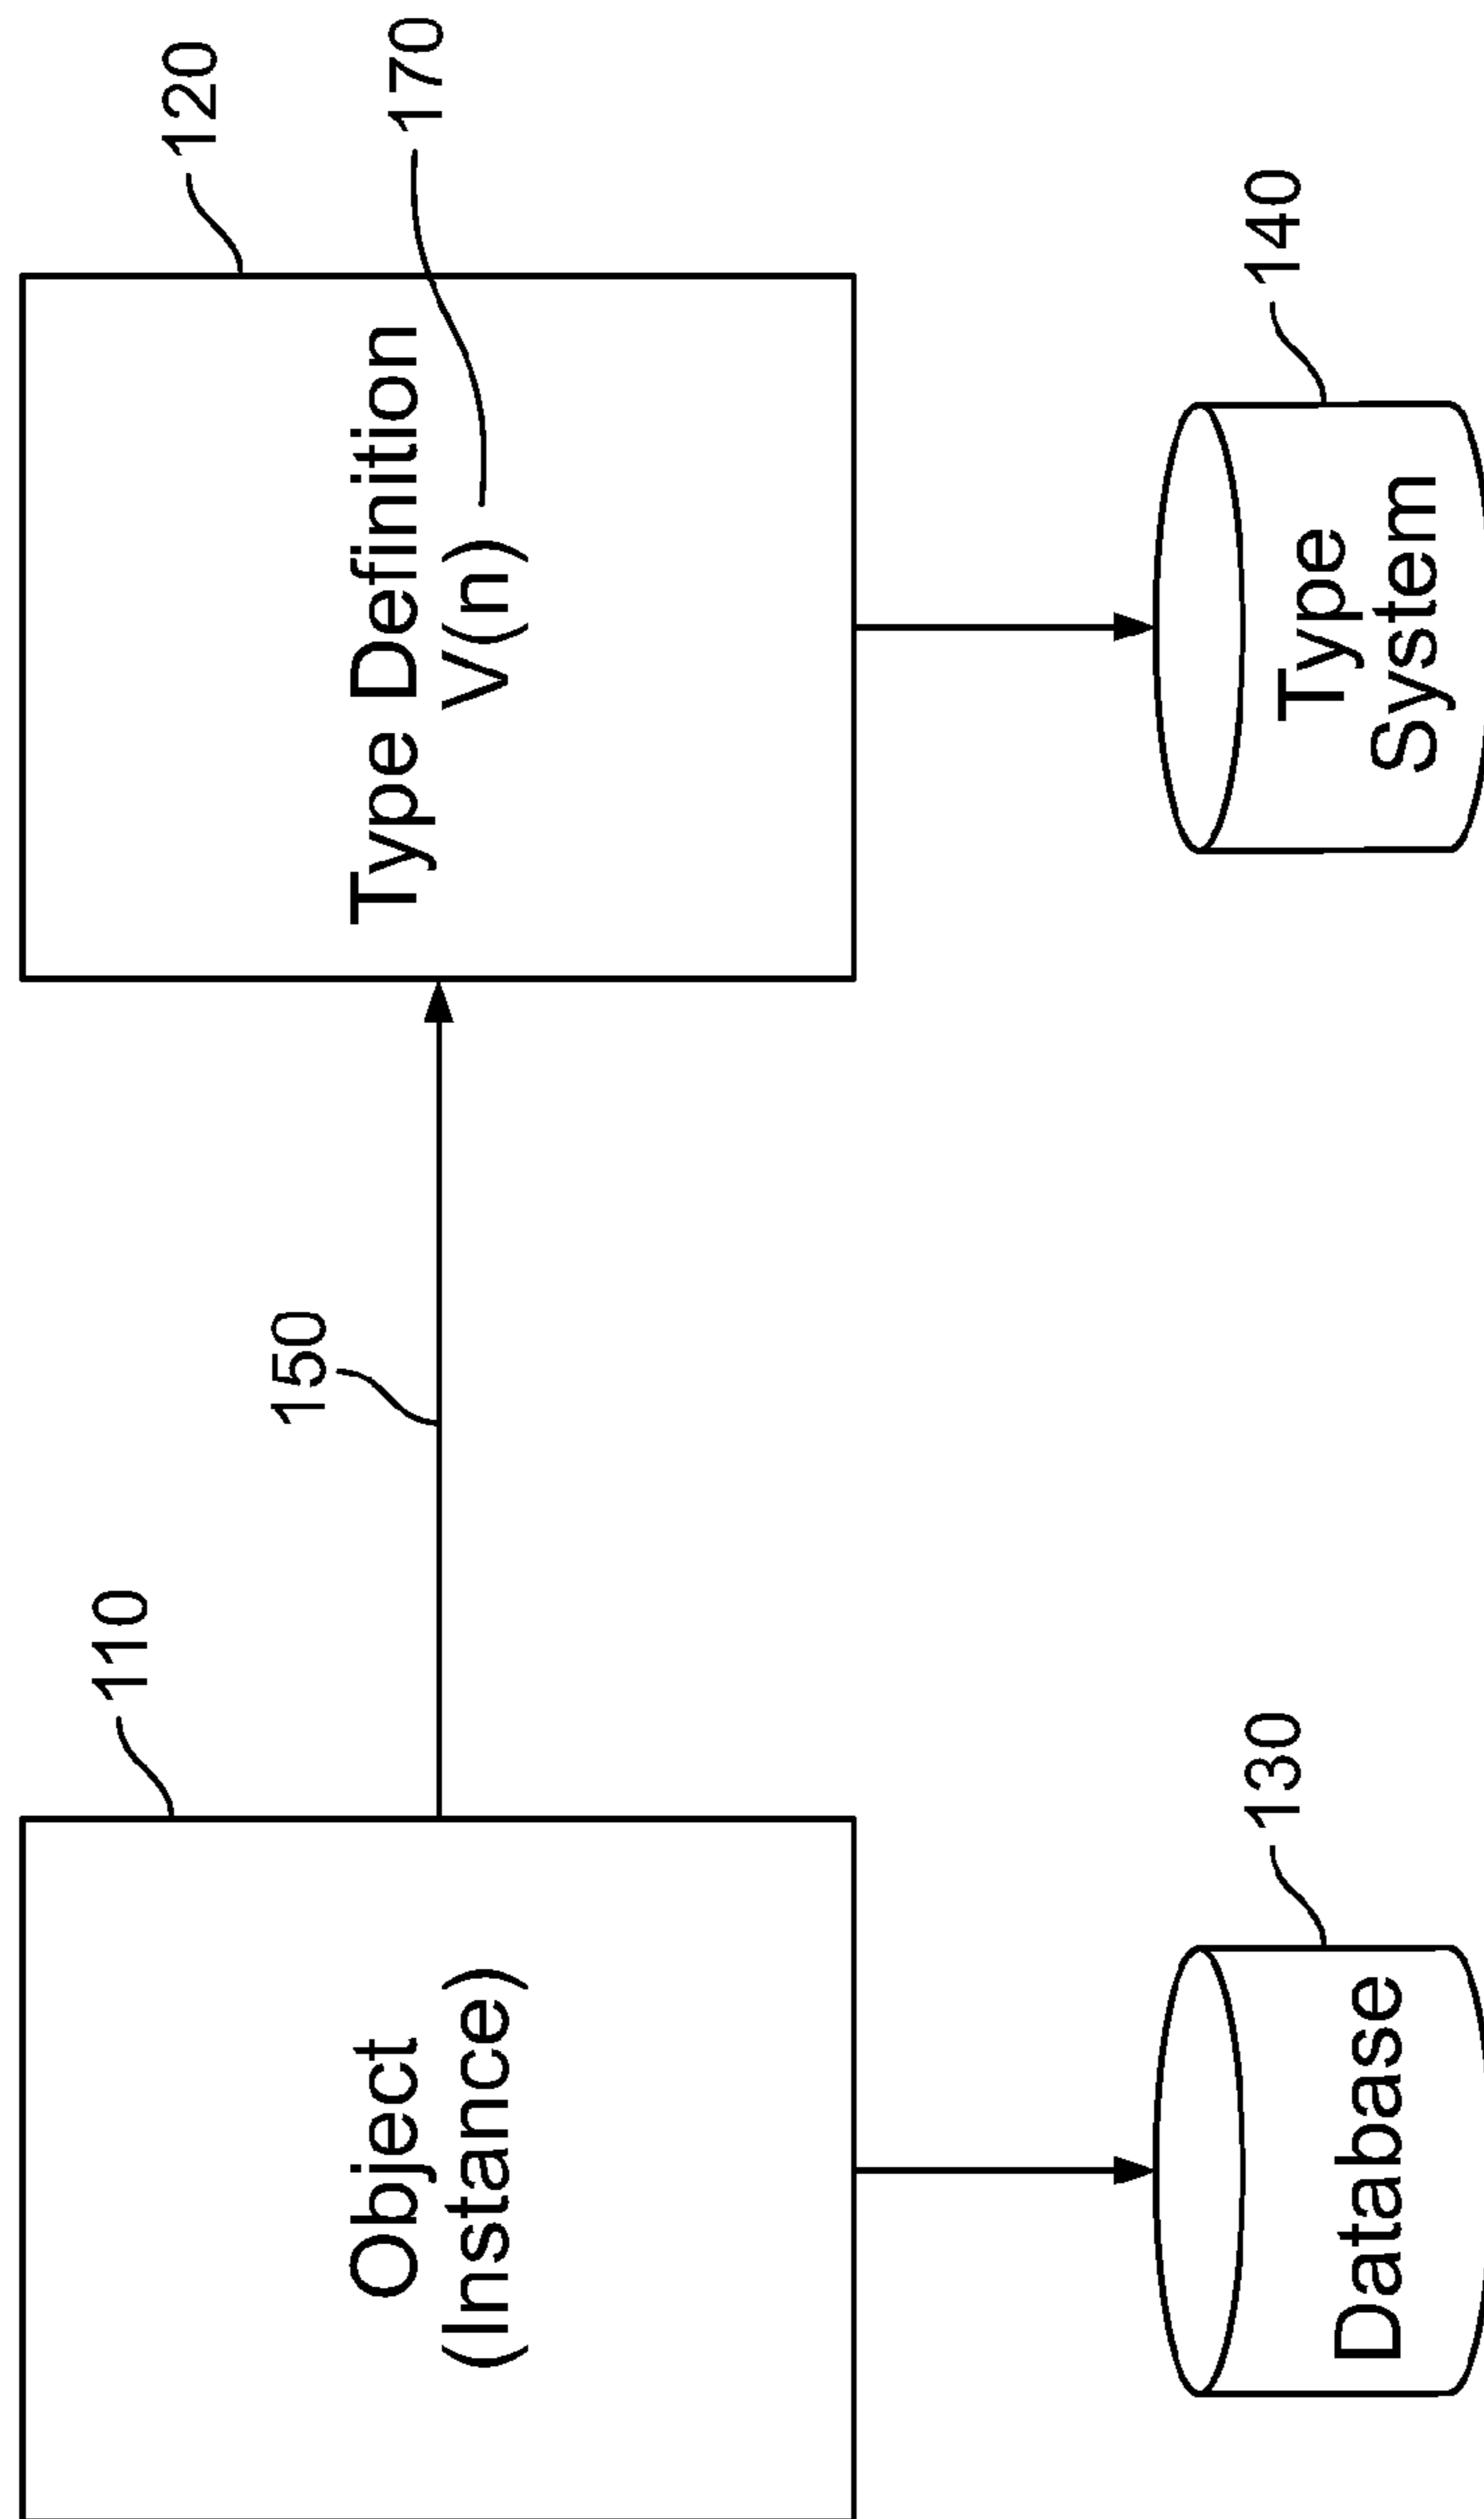 110
Object
(Instance)
150
120
Type Definition
V(n)
170
130
Database
140
Type
System